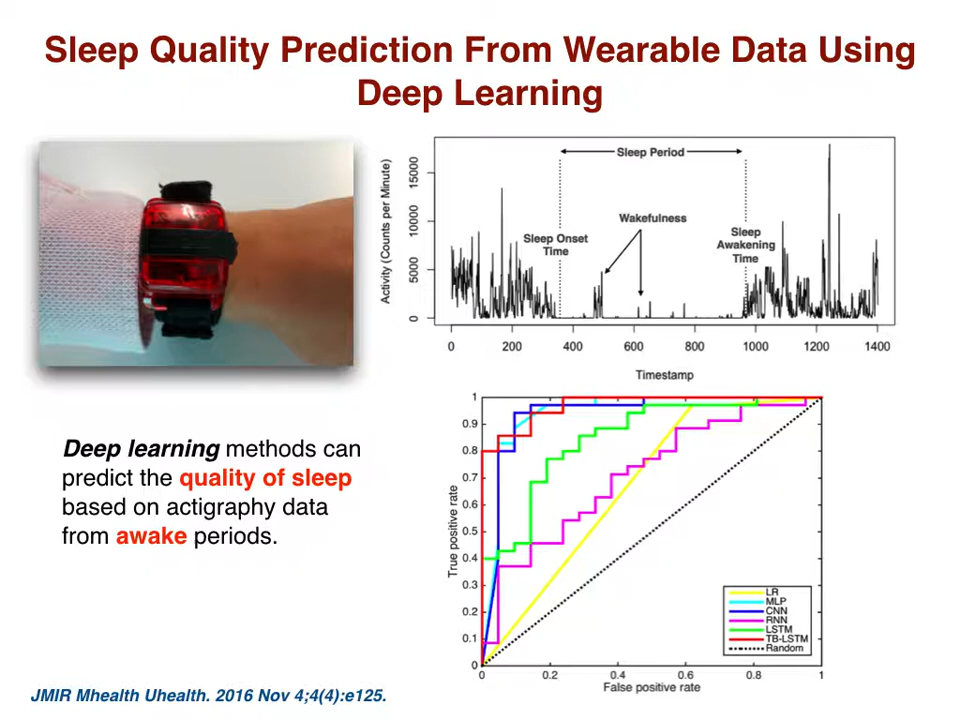 Sleep Quality Prediction From Wearable Data Using
Deep Learning
Activity (Counts per Minute)
15000
10000
5000
0
Sleep Period
Wakefulness
Sleep Onset
Time
Sleep
Awakening
Time
0 200 400 600 800 1000 1200 1400
Timestamp
Deep learning methods can
predict the quality of sleep
based on actigraphy data
from awake periods.
True positive rate
1
0.9
0.8
0.7
0.6
0.5
0.4
0.3
0.2
0.1
0
LR
MLP
CNN
RNN
LSTM
TB-LSTM
Random
0 0.2 0.4 0.6 0.8 1
False positive rate
JMIR Mhealth Uhealth. 2016 Nov 4;4(4):e125.